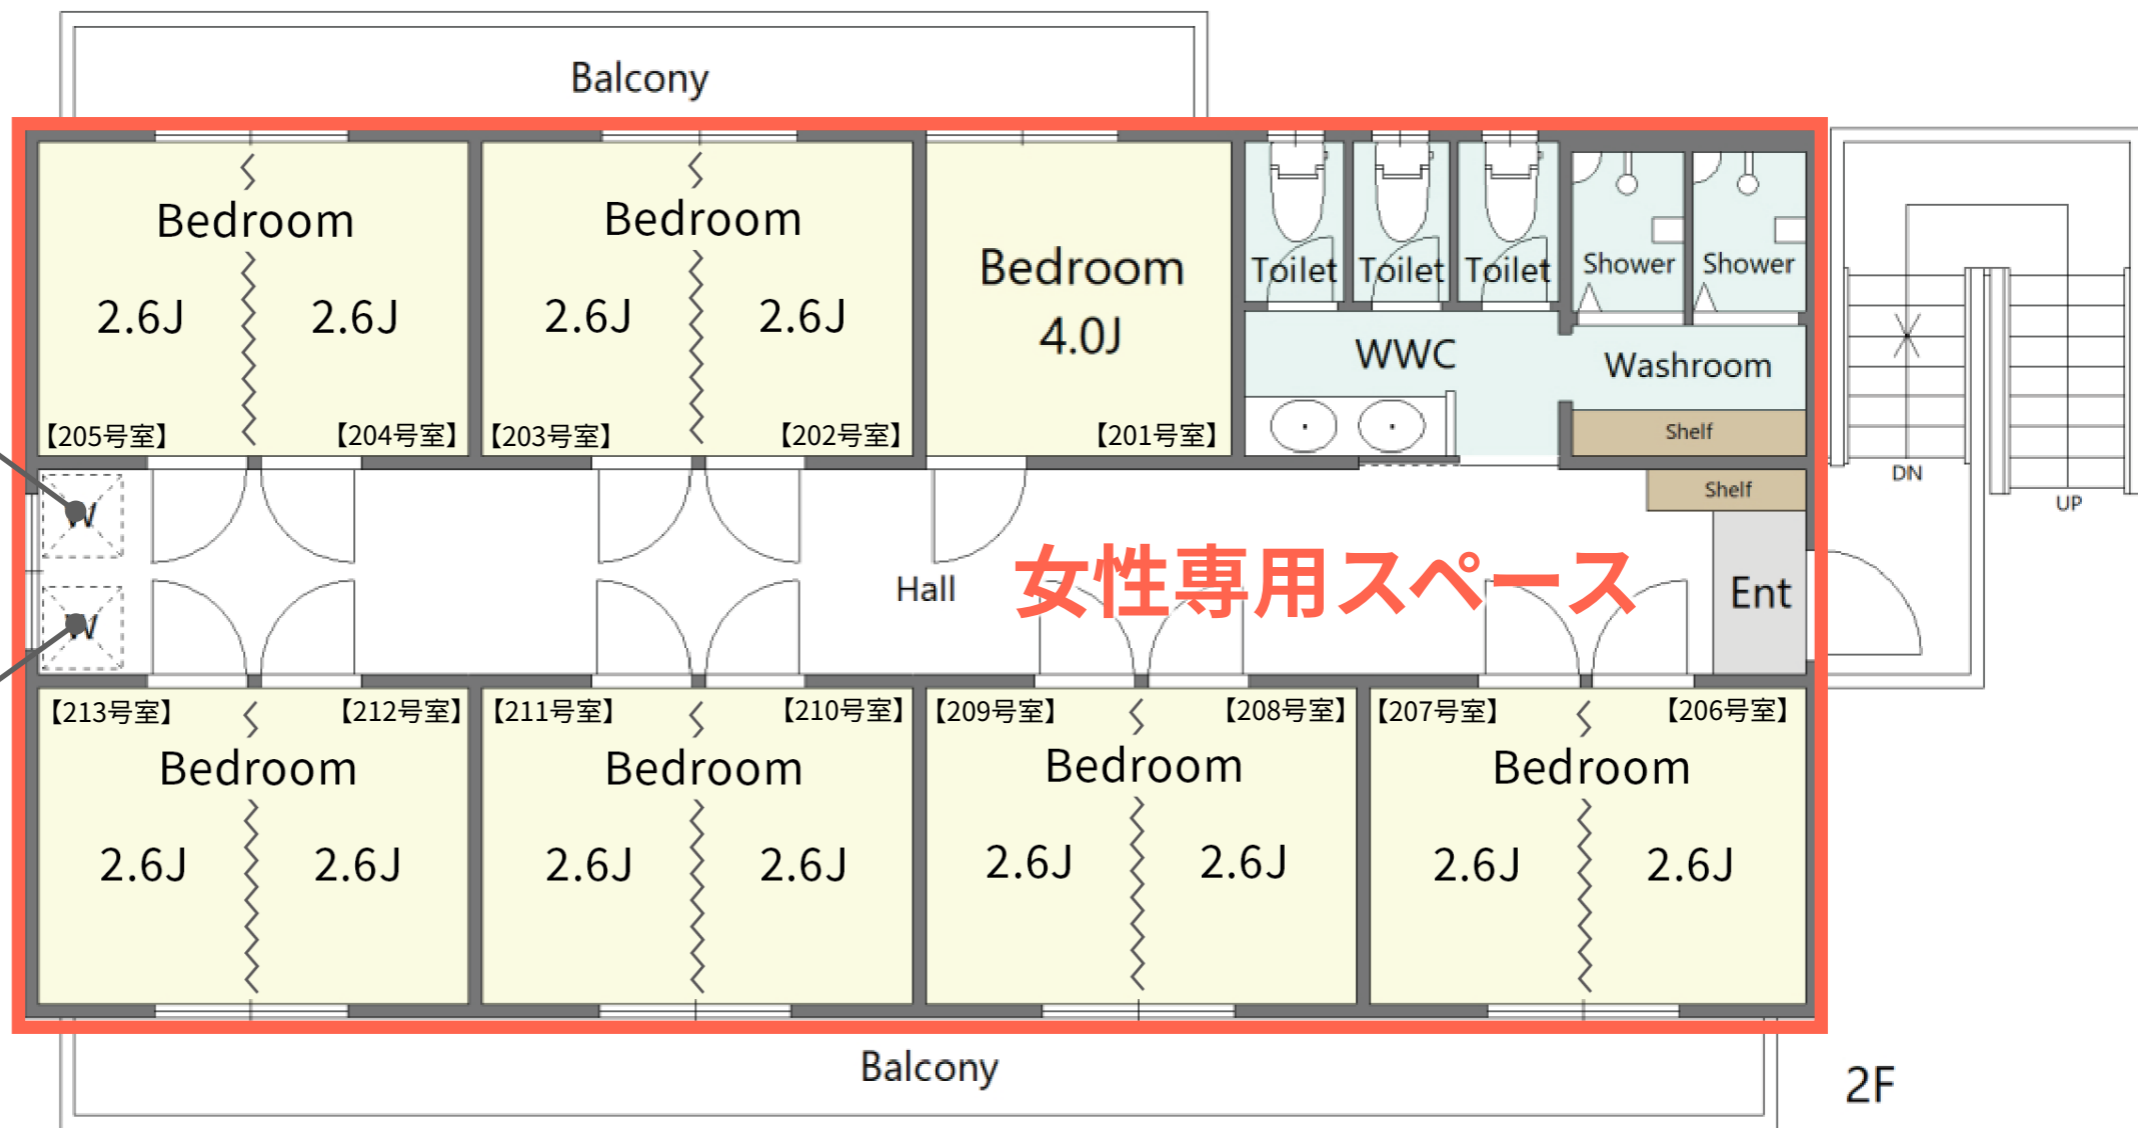 Balcony
Bedroom
2.6J 2.6J
【205号室】 【204号室】
Bedroom
2.6J 2.6J
【203号室】 【202号室】
Bedroom
4.0J
【201号室】
Toilet Toilet Toilet
Shower Shower
WWC
Washroom
Shelf
Shelf
DN
UP
W
W
Hall
女性専用スペース
Ent
【213号室】 【212号室】
Bedroom
2.6J 2.6J
【211号室】 【210号室】
Bedroom
2.6J 2.6J
【209号室】 【208号室】
Bedroom
2.6J 2.6J
【207号室】 【206号室】
Bedroom
2.6J 2.6J
Balcony
2F